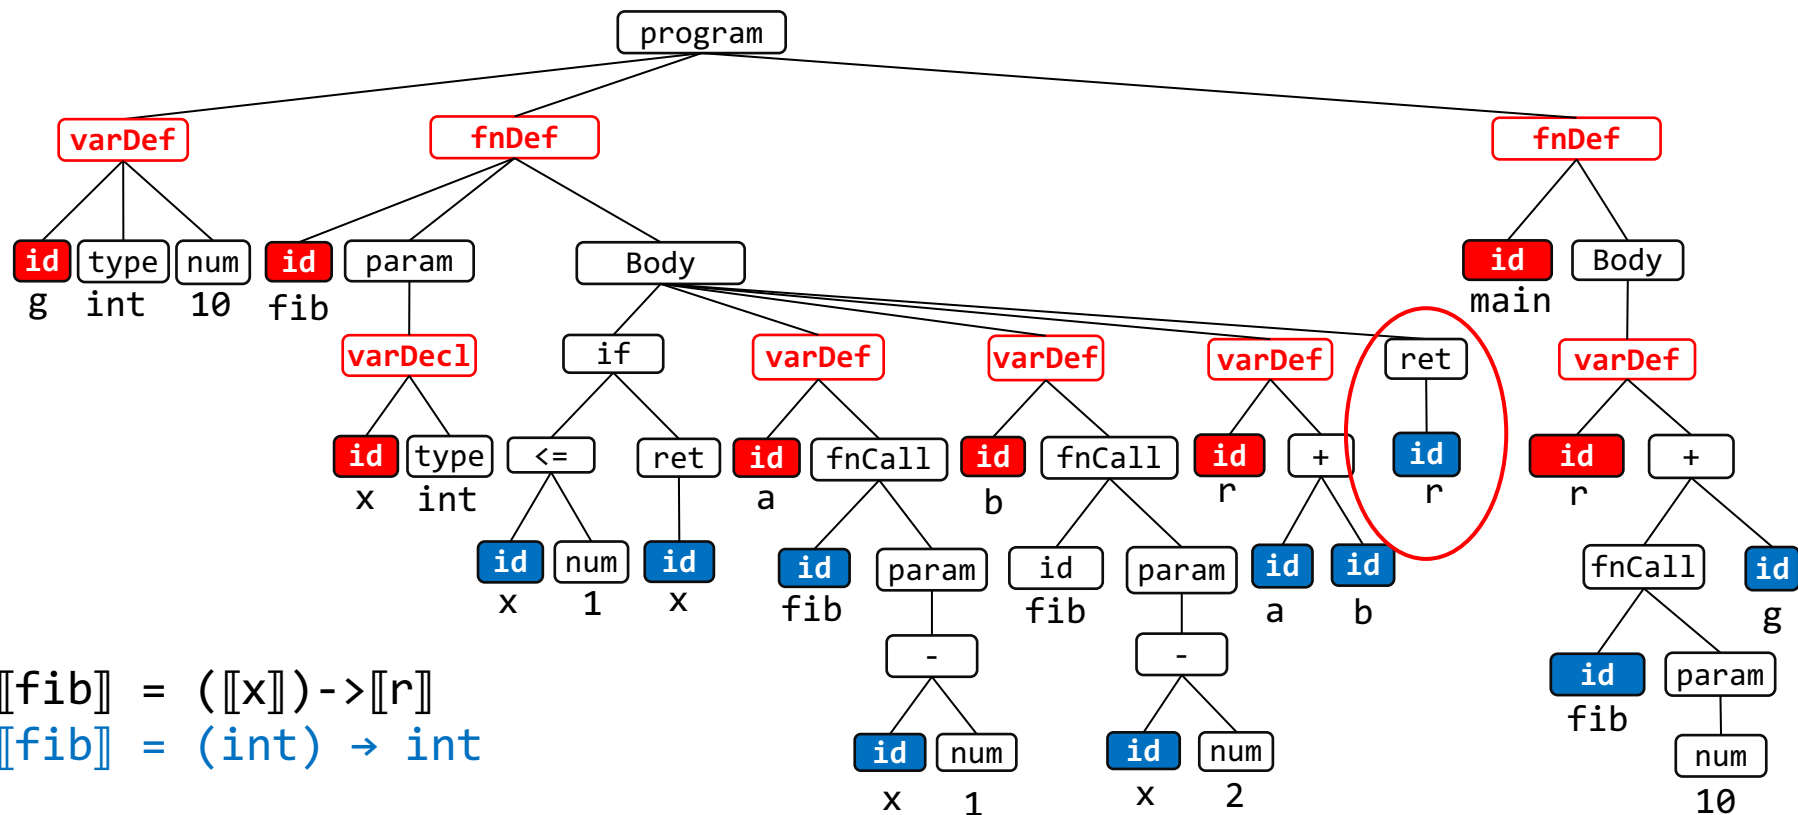 program
varDef fnDef fnDef
id type num id param Body id Body
g int 10 fib main
varDecl if varDef varDef varDef ret varDef
id type <= ret id fnCall id fnCall id + id id +
x int a b r r r
id num id id param id param id id fnCall id
x 1 x fib fib a b g
- - id param
fib
[[fib]] = ([[x]])->[[r]]
[[fib]] = (int) → int
id num id num num
x 1 x 2 10